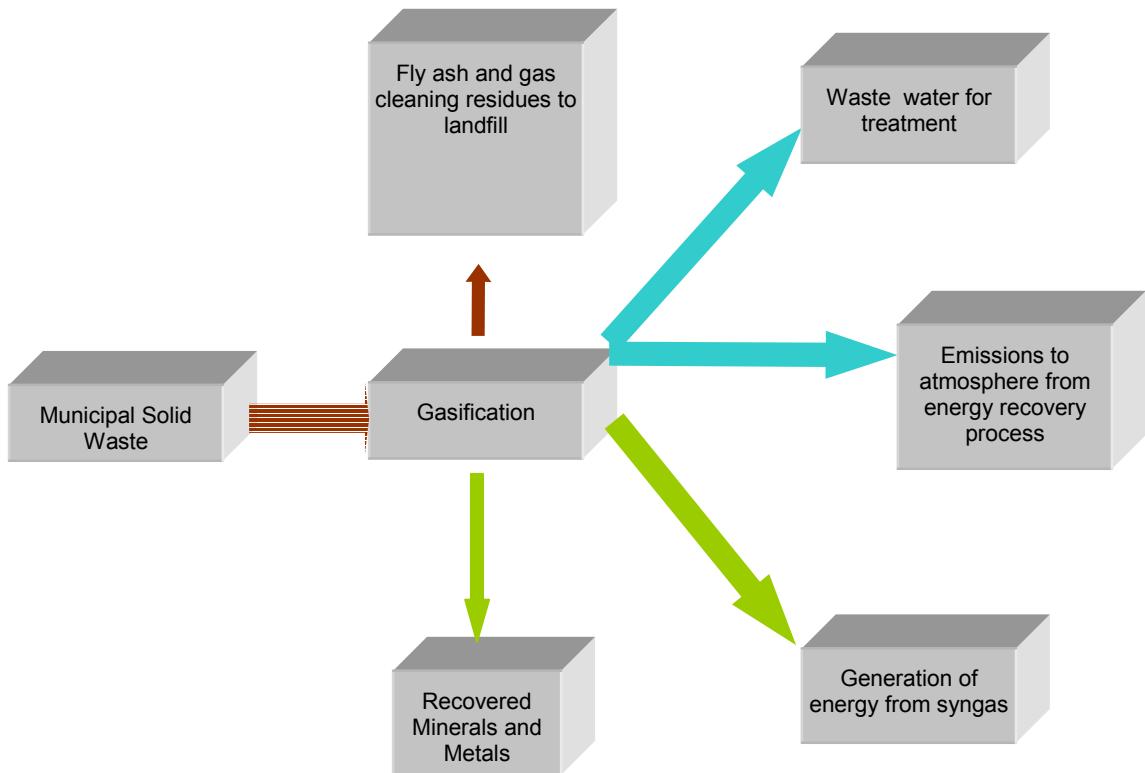 Fly ash and gas
cleaning residues to
landfill
Waste water for
treatment
Municipal Solid
Waste
Gasification
Emissions to
atmosphere from
energy recovery
process
Recovered
Minerals and
Metals
Generation of
energy from syngas